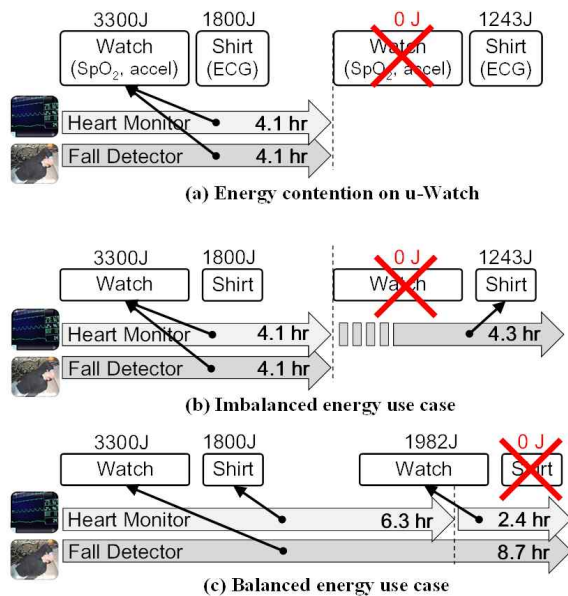 3300J 1800J 0 J 1243J
Watch Shirt Watch Shirt
(SpO₂, accel) (ECG) (SpO₂, accel) (ECG)
Heart Monitor 4.1 hr
Fall Detector 4.1 hr
(a) Energy contention on u-Watch
3300J 1800J 0 J 1243J
Watch Shirt Watch Shirt
Heart Monitor 4.1 hr 4.3 hr
Fall Detector 4.1 hr
(b) Imbalanced energy use case
3300J 1800J 1982J 0 J
Watch Shirt Watch Shirt
Heart Monitor 6.3 hr 2.4 hr
Fall Detector 8.7 hr
(c) Balanced energy use case